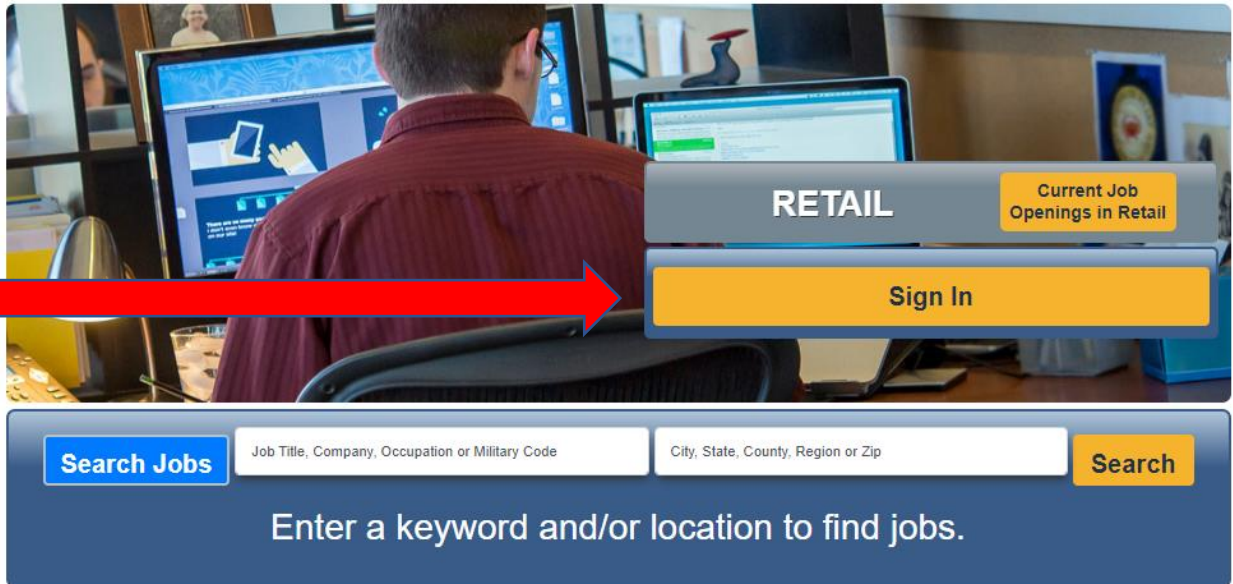 RETAIL
Current Job
Openings in Retail
Sign In
Search Jobs
Job Title, Company, Occupation or Military Code
City, State, County, Region or Zip
Search
Enter a keyword and/or location to find jobs.